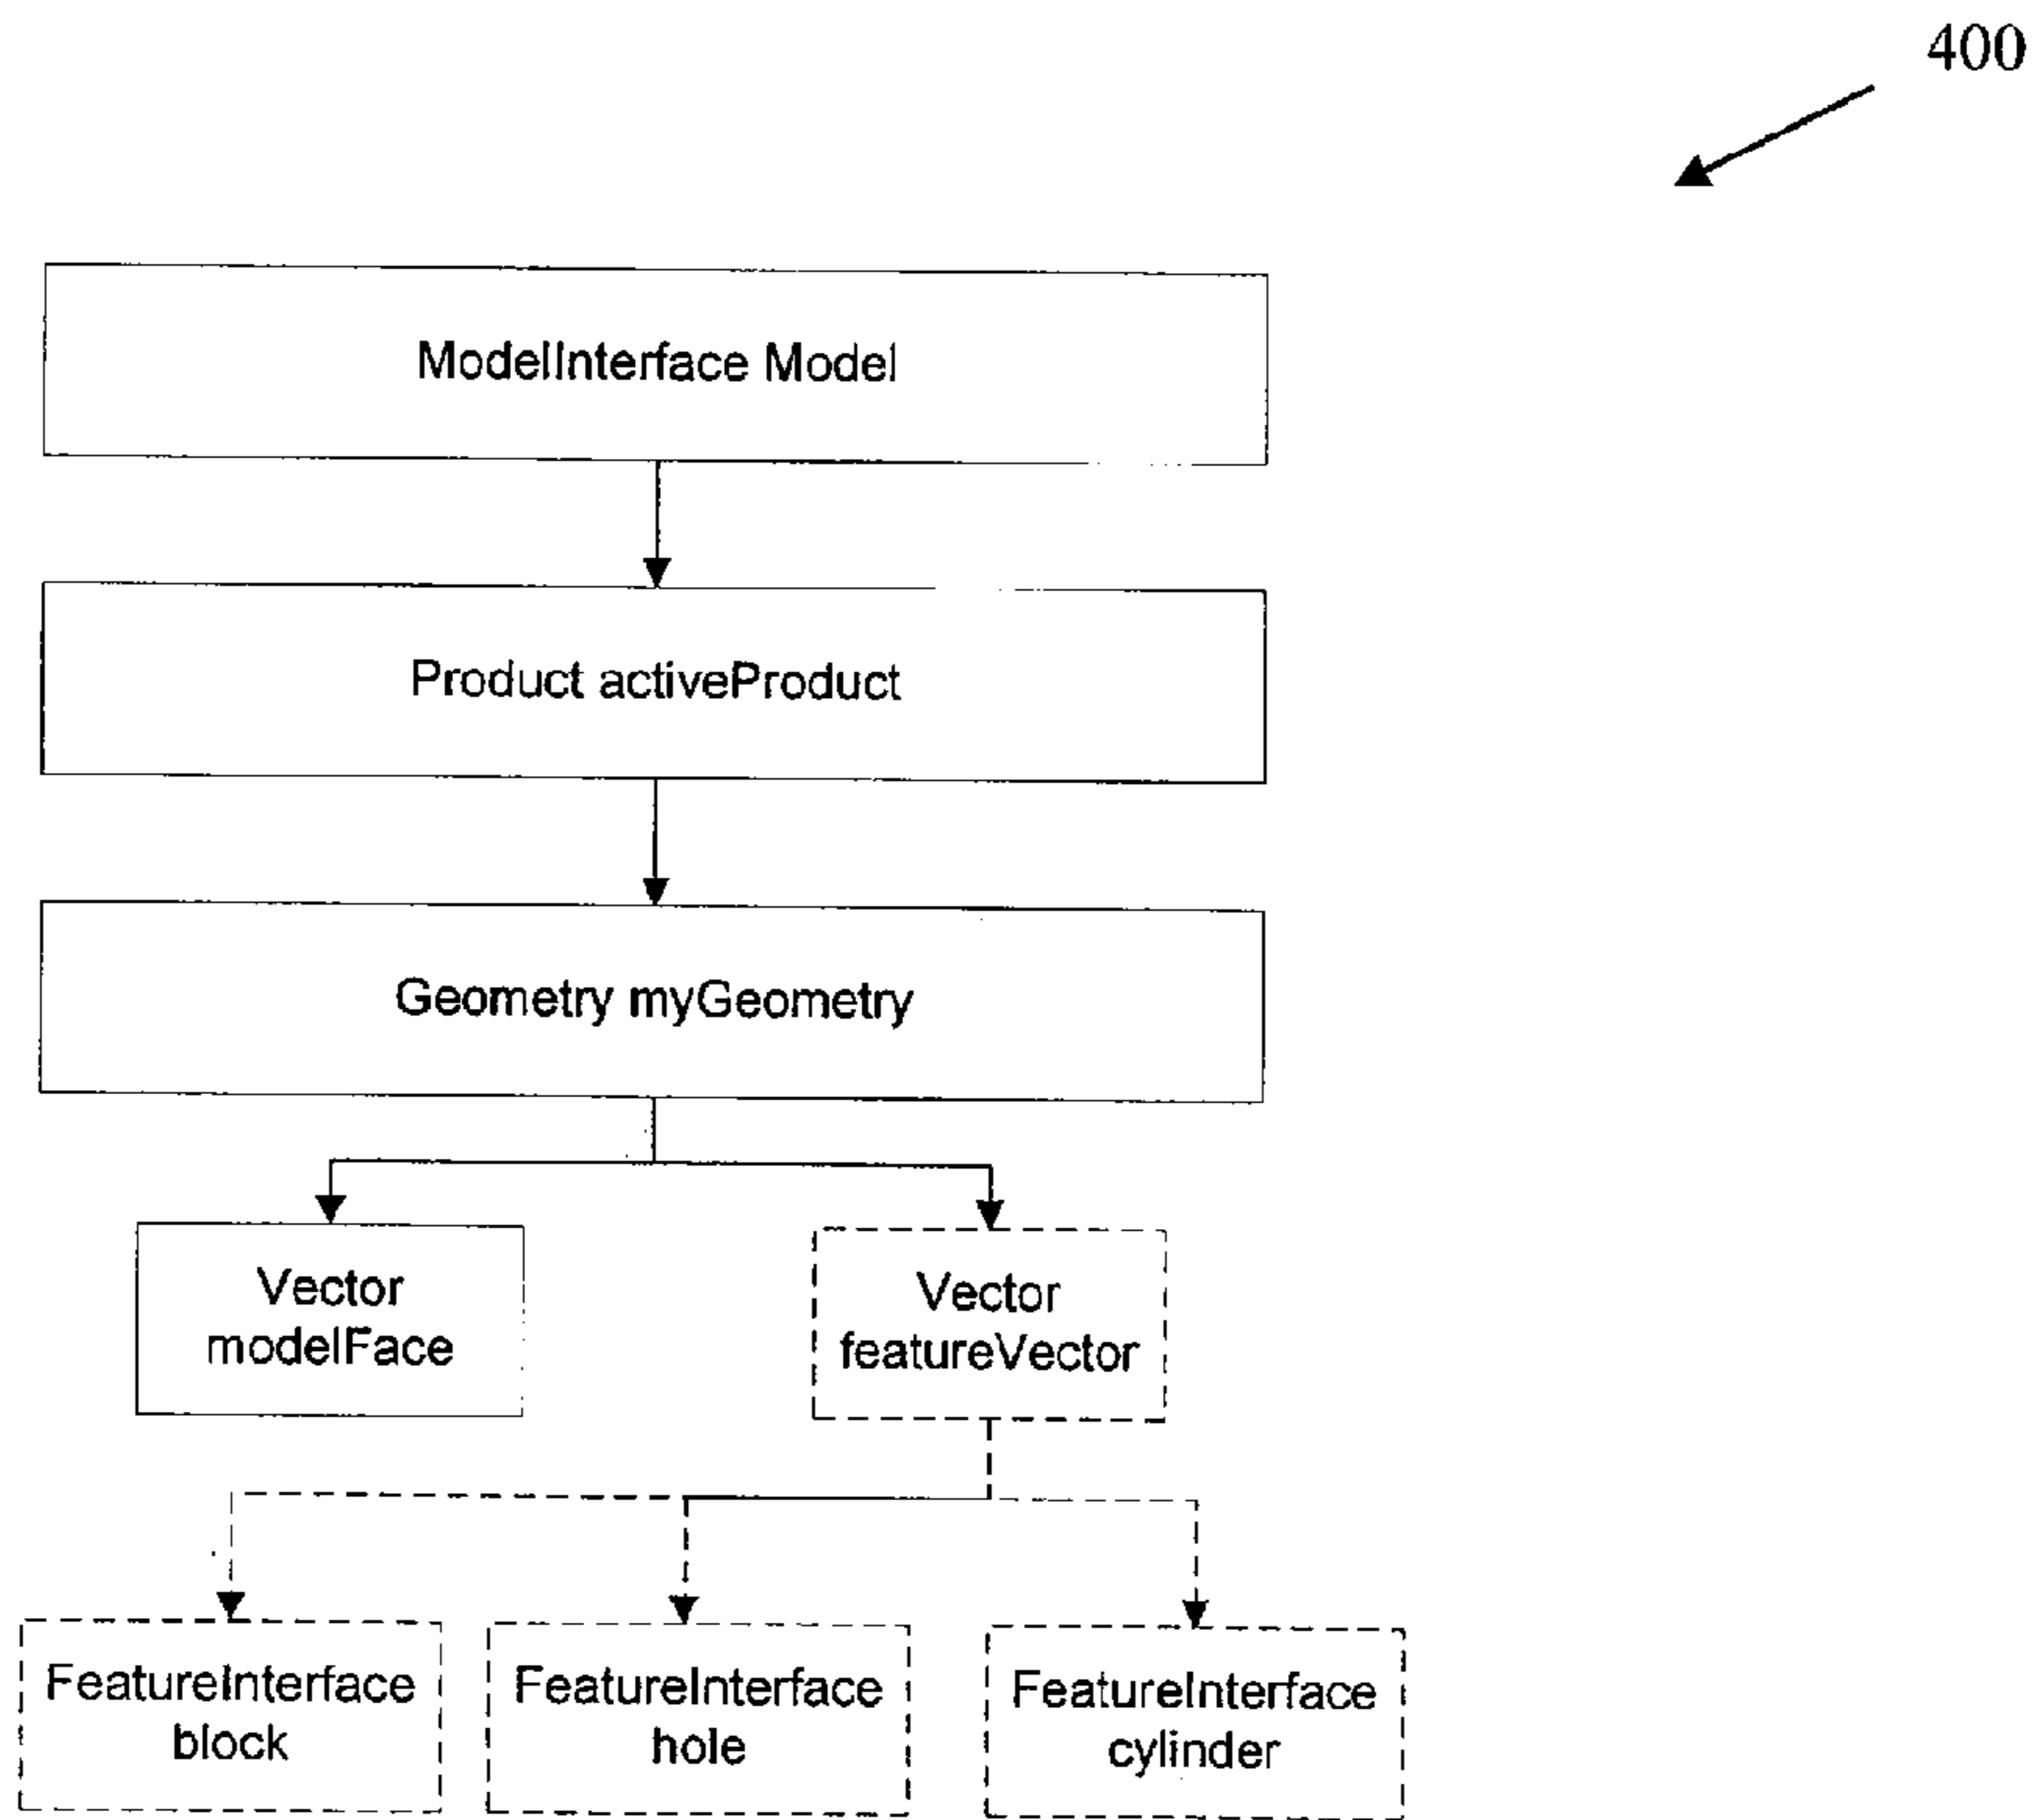 400
ModelInterface Model
Product activeProduct
Geometry myGeometry
Vector
modelFace
Vector
featureVector
FeatureInterface
block
FeatureInterface
hole
FeatureInterface
cylinder